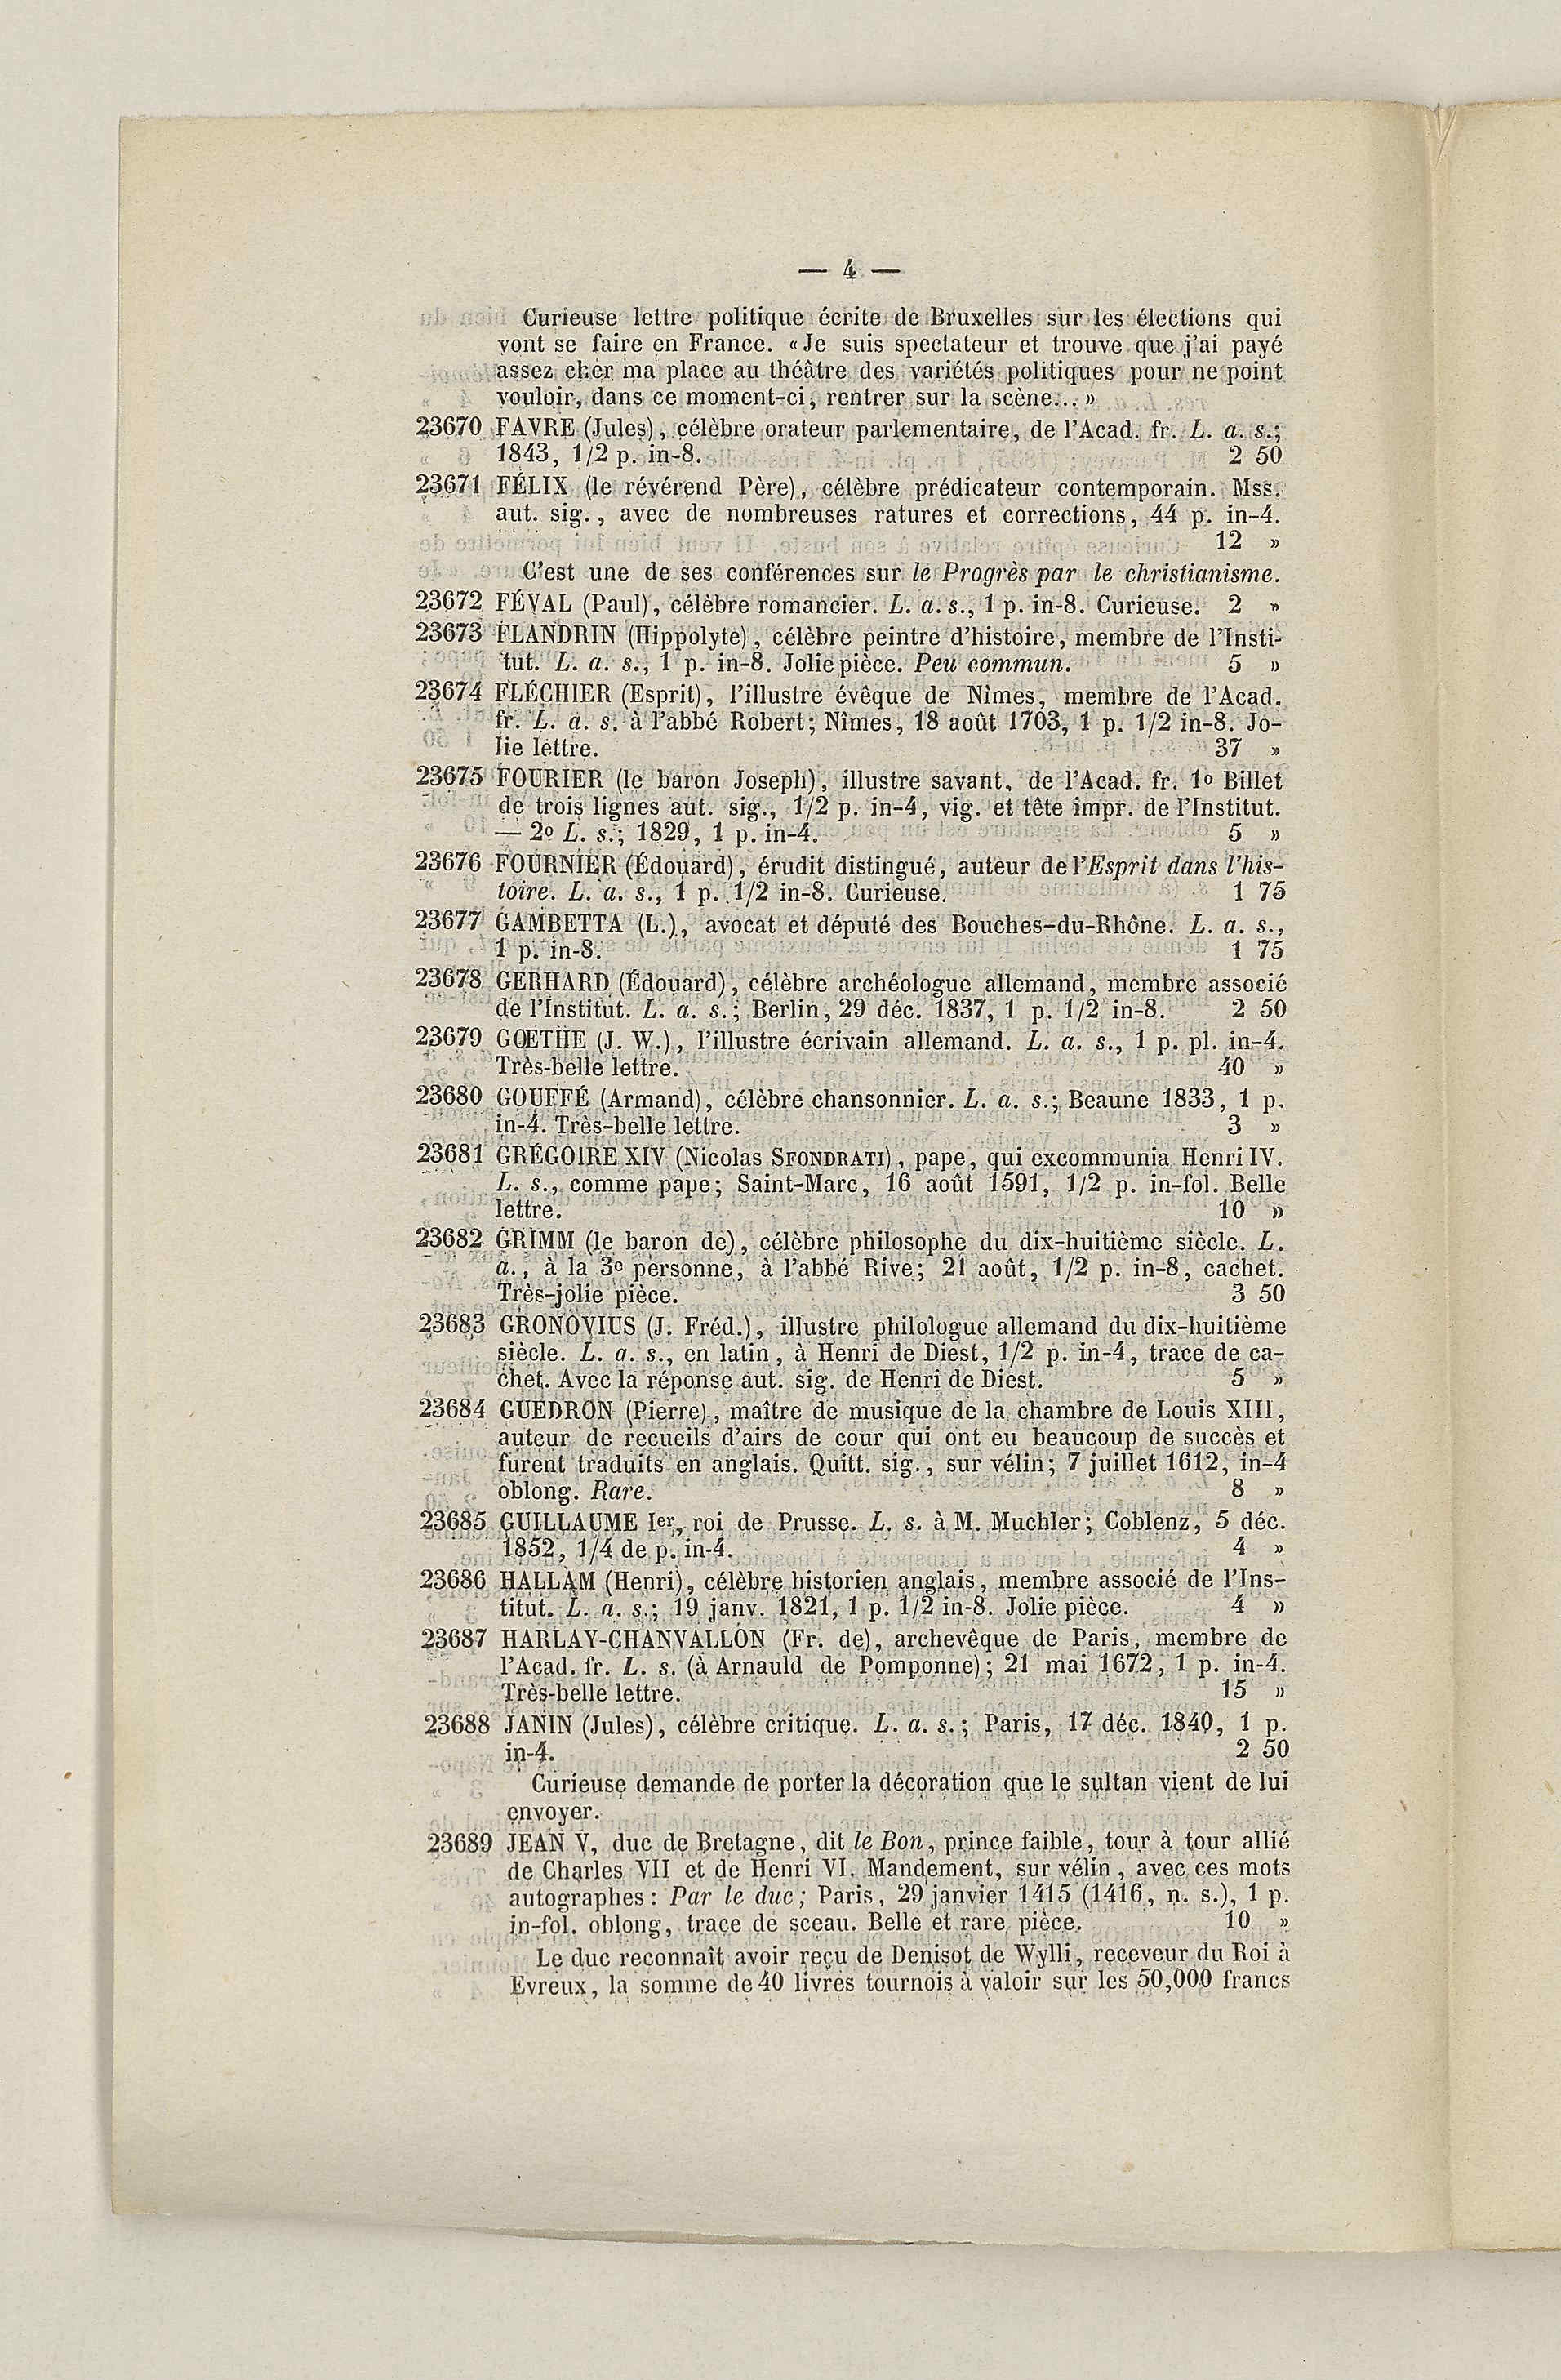 — 4 —
Curieuse lettre politique écrite de Bruxelles sur les élections qui
vont se faire en France. «Je suis spectateur et trouve que j'ai payé
assez cher ma place au théâtre des variétés politiques pour ne point
vouloir, dans ce moment-ci, rentrer sur la scène... »
23670 FAVRE (Jules), célèbre orateur parlementaire, de l'Acad. fr. L. a. s.;
1843, 1/2 p. in-8. 2 50
23671 FÉLIX (le révérend Père), célèbre prédicateur contemporain. Mss.
aut. sig., avec de nombreuses ratures et corrections, 44 p. in-4.
12 »
C'est une de ses conférences sur le Progrès par le christianisme.
23672 FÉVAL (Paul), célèbre romancier. L. a. s., 1 p. in-8. Curieuse. 2 »
23673 FLANDRIN (Hippolyte), célèbre peintre d'histoire, membre de l'Insti-
tut. L. a. s., 1 p. in-8. Jolie pièce. Peu commun. 5 »
23674 FLÉCHIER (Esprit), l'illustre évêque de Nîmes, membre de l'Acad.
fr. L. a. s. à l'abbé Robert; Nîmes, 18 août 1703, 1 p. 1/2 in-8. Jo-
lie lettre. 37 »
23675 FOURIER (le baron Joseph), illustre savant, de l'Acad. fr. 1o Billet
de trois lignes aut. sig., 1/2 p. in-4, vig. et tête impr. de l'Institut.
— 2o L. s.; 1829, 1 p. in-4. 5 »
23676 FOURNIER (Édouard), érudit distingué, auteur de l'Esprit dans l'his-
toire. L. a. s., 1 p. 1/2 in-8. Curieuse. 1 75
23677 GAMBETTA (L.), avocat et député des Bouches-du-Rhône. L. a. s.,
1 p. in-8. 1 75
23678 GERHARD (Édouard), célèbre archéologue allemand, membre associé
de l'Institut. L. a. s.; Berlin, 29 déc. 1837, 1 p. 1/2 in-8. 2 50
23679 GŒTHE (J. W.), l'illustre écrivain allemand. L. a. s., 1 p. pl. in-4.
Très-belle lettre. 40 »
23680 GOUFFÉ (Armand), célèbre chansonnier. L. a. s.; Beaune 1833, 1 p.
in-4. Très-belle lettre. 3 »
23681 GRÉGOIRE XIV (Nicolas SFONDRATI), pape, qui excommunia Henri IV.
L. s., comme pape; Saint-Marc, 16 août 1591, 1/2 p. in-fol. Belle
lettre. 10 »
23682 GRIMM (le baron de), célèbre philosophe du dix-huitième siècle. L.
a., à la 3e personne, à l'abbé Rive; 21 août, 1/2 p. in-8, cachet.
Très-jolie pièce. 3 50
23683 GRONOVIUS (J. Fréd.), illustre philologue allemand du dix-huitième
siècle. L. a. s., en latin, à Henri de Diest, 1/2 p. in-4, trace de ca-
chet. Avec la réponse aut. sig. de Henri de Diest. 5 »
23684 GUÉDRON (Pierre), maître de musique de la chambre de Louis XIII,
auteur de recueils d'airs de cour qui ont eu beaucoup de succès et
furent traduits en anglais. Quitt. sig., sur vélin; 7 juillet 1612, in-4
oblong. Rare. 8 »
23685 GUILLAUME Ier, roi de Prusse. L. s. à M. Muchler; Coblenz, 5 déc.
1852, 1/4 de p. in-4. 4 »
23686 HALLAM (Henri), célèbre historien anglais, membre associé de l'Ins-
titut. L. a. s.; 19 janv. 1821, 1 p. 1/2 in-8. Jolie pièce. 4 »
23687 HARLAY-CHANVALLON (Fr. de), archevêque de Paris, membre de
l'Acad. fr. L. s. (à Arnauld de Pomponne); 21 mai 1672, 1 p. in-4.
Très-belle lettre. 15 »
23688 JANIN (Jules), célèbre critique. L. a. s.; Paris, 17 déc. 1840, 1 p.
in-4. 2 50
Curieuse demande de porter la décoration que le sultan vient de lui
envoyer.
23689 JEAN V, duc de Bretagne, dit le Bon, prince faible, tour à tour allié
de Charles VII et de Henri VI. Mandement, sur vélin, avec ces mots
autographes: Par le duc; Paris, 29 janvier 1415 (1416, n. s.), 1 p.
in-fol. oblong, trace de sceau. Belle et rare pièce. 10 »
Le duc reconnaît avoir reçu de Denisot de Wylli, receveur du Roi à
Evreux, la somme de 40 livres tournois à valoir sur les 50,000 francs